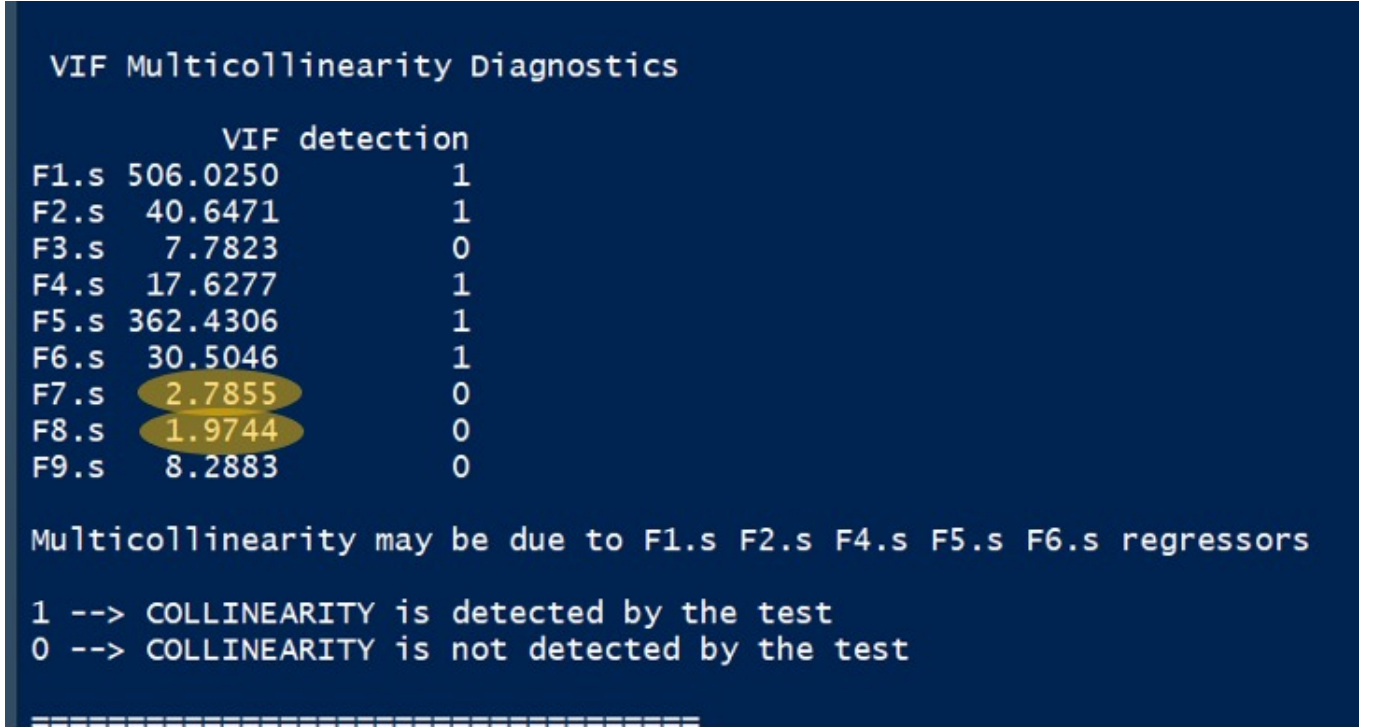 VIF Multicollinearity Diagnostics
VIF detection
F1.s 506.0250 1
F2.s 40.6471 1
F3.s 7.7823 0
F4.s 17.6277 1
F5.s 362.4306 1
F6.s 30.5046 1
F7.s 2.7855 0
F8.s 1.9744 0
F9.s 8.2883 0
Multicollinearity may be due to F1.s F2.s F4.s F5.s F6.s regressors
1 --> COLLINEARITY is detected by the test
0 --> COLLINEARITY is not detected by the test
===================================